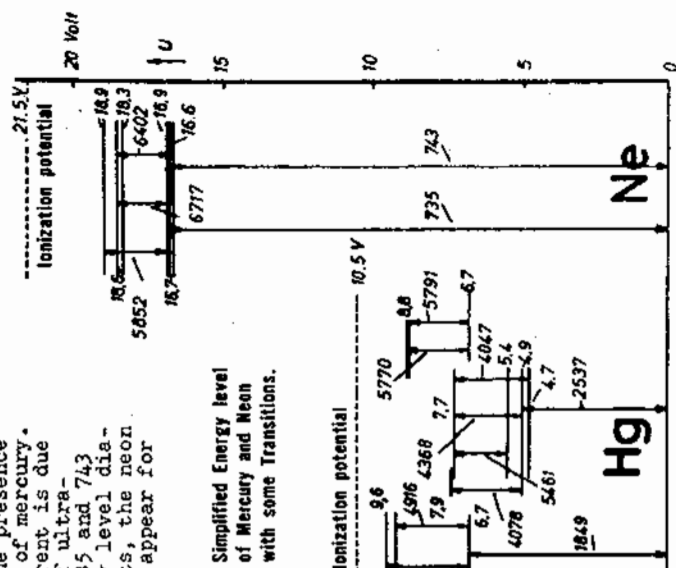 he presence
of mercury.
rent is due
ultra-
35 and 743
level dia-
ts, the neon
appear for
Simplified Energy level
of Mercury and Neon
with some Transitions.
20 Volt
U
15
10
5
0
21.5 V
Ionization potential
18,9
18,3
16,9
16.6
18,6
16,7
6402
6717
5852
743
735
Ne
10.5 V
Ionization potential
9,6
4916
7,9
6,7
1849
8,8
5791
6,7
5770
4047
7,7
5.4
4.9
4.7
4368
5461
4078
2537
Hg